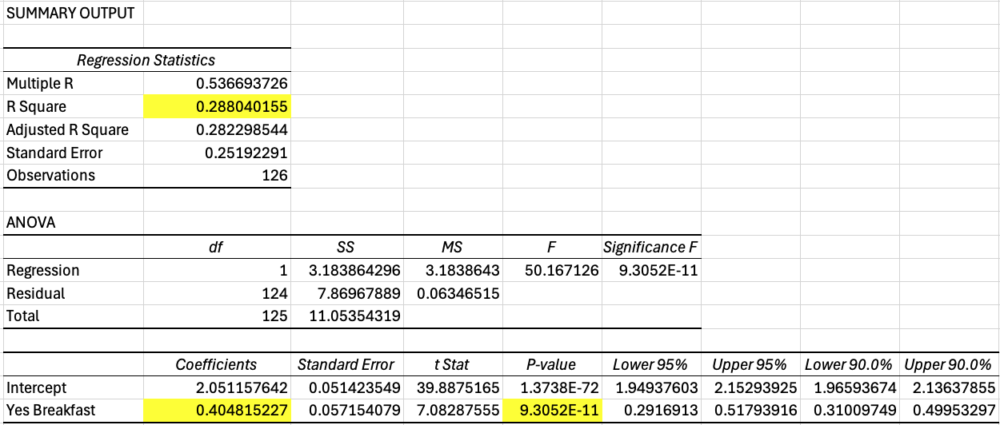 SUMMARY OUTPUT
Regression Statistics
Multiple R 0.536693726
R Square 0.288040155
Adjusted R Square 0.282298544
Standard Error 0.25192291
Observations 126
ANOVA
df SS MS F Significance F
Regression 1 3.183864296 3.1838643 50.167126 9.3052E-11
Residual 124 7.86967889 0.06346515
Total 125 11.05354319
Coefficients Standard Error t Stat P-value Lower 95% Upper 95% Lower 90.0% Upper 90.0%
Intercept 2.051157642 0.051423549 39.8875165 1.3738E-72 1.94937603 2.15293925 1.96593674 2.13637855
Yes Breakfast 0.404815227 0.057154079 7.08287555 9.3052E-11 0.2916913 0.51793916 0.31009749 0.49953297